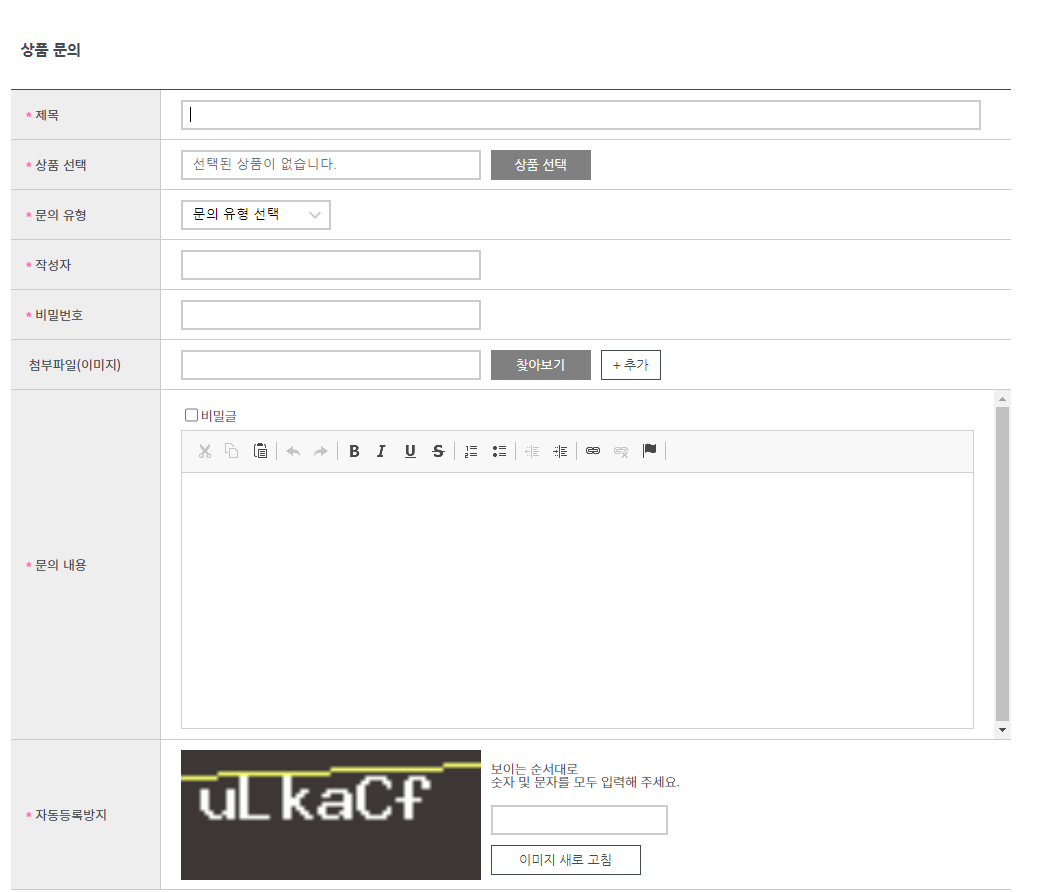 상품 문의
* 제목
* 상품 선택
선택된 상품이 없습니다.
상품 선택
* 문의 유형
문의 유형 선택
* 작성자
* 비밀번호
첨부파일(이미지)
찾아보기
+ 추가
비밀글
B I U S
* 문의 내용
* 자동등록방지
uLkaCf
보이는 순서대로
숫자 및 문자를 모두 입력해 주세요.
이미지 새로 고침